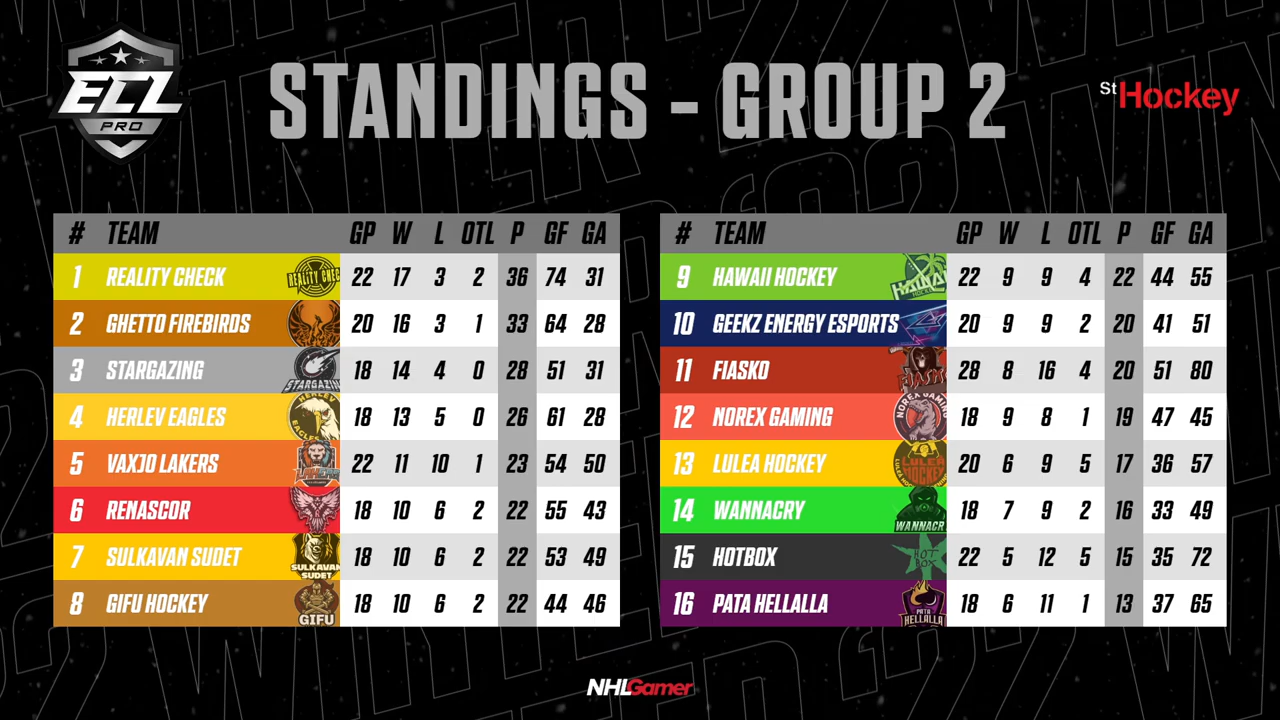 ECL
PRO
STANDINGS - GROUP 2
StHockey
# TEAM GP W L OTL P GF GA
1 REALITY CHECK 22 17 3 2 36 74 31
2 GHETTO FIREBIRDS 20 16 3 1 33 64 28
3 STARGAZING 18 14 4 0 28 51 31
4 HERLEV EAGLES 18 13 5 0 26 61 28
5 VAXJO LAKERS 22 11 10 1 23 54 50
6 RENASCOR 18 10 6 2 22 55 43
7 SULKAVAN SUDET 18 10 6 2 22 53 49
8 GIFU HOCKEY 18 10 6 2 22 44 46
# TEAM GP W L OTL P GF GA
9 HAWAII HOCKEY 22 9 9 4 22 44 55
10 GEEKZ ENERGY ESPORTS 20 9 9 2 20 41 51
11 FIASKO 28 8 16 4 20 51 80
12 NOREX GAMING 18 9 8 1 19 47 45
13 LULEA HOCKEY 20 6 9 5 17 36 57
14 WANNACRY 18 7 9 2 16 33 49
15 HOTBOX 22 5 12 5 15 35 72
16 PATA HELLALLA 18 6 11 1 13 37 65
NHLGamer